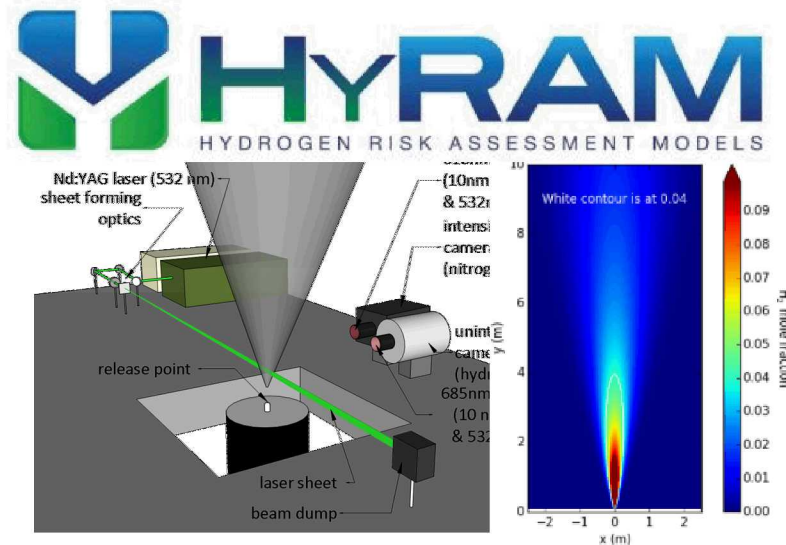 HYRAM
HYDROGEN RISK ASSESSMENT MODELS
Nd:YAG laser (532 nm)
sheet forming
optics
(10nm
& 532
intensi
camera
(nitrog
release point
unint
came
(hydr
685nm
(10 n
& 532
laser sheet
beam dump
White contour is at 0.04
10
8
6
4
2
0
y (m)
−2 −1 0 1 2
x (m)
0.09
0.08
0.07
0.06
0.05
0.04
0.03
0.02
0.01
0.00
H₂ mole fraction